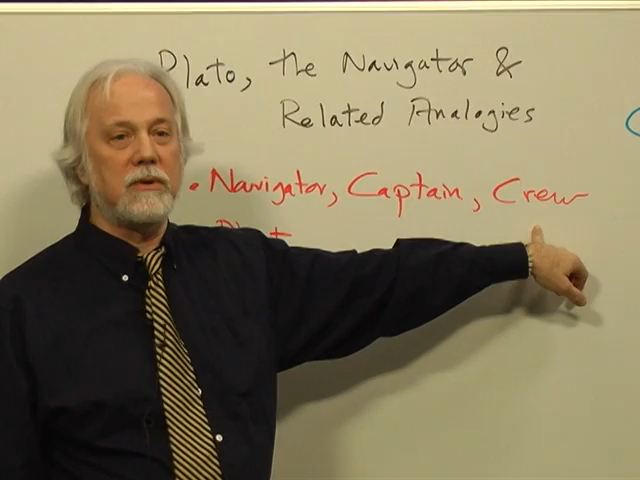 Plato, the Navigator &
Related Analogies
• Navigator, Captain, Crew